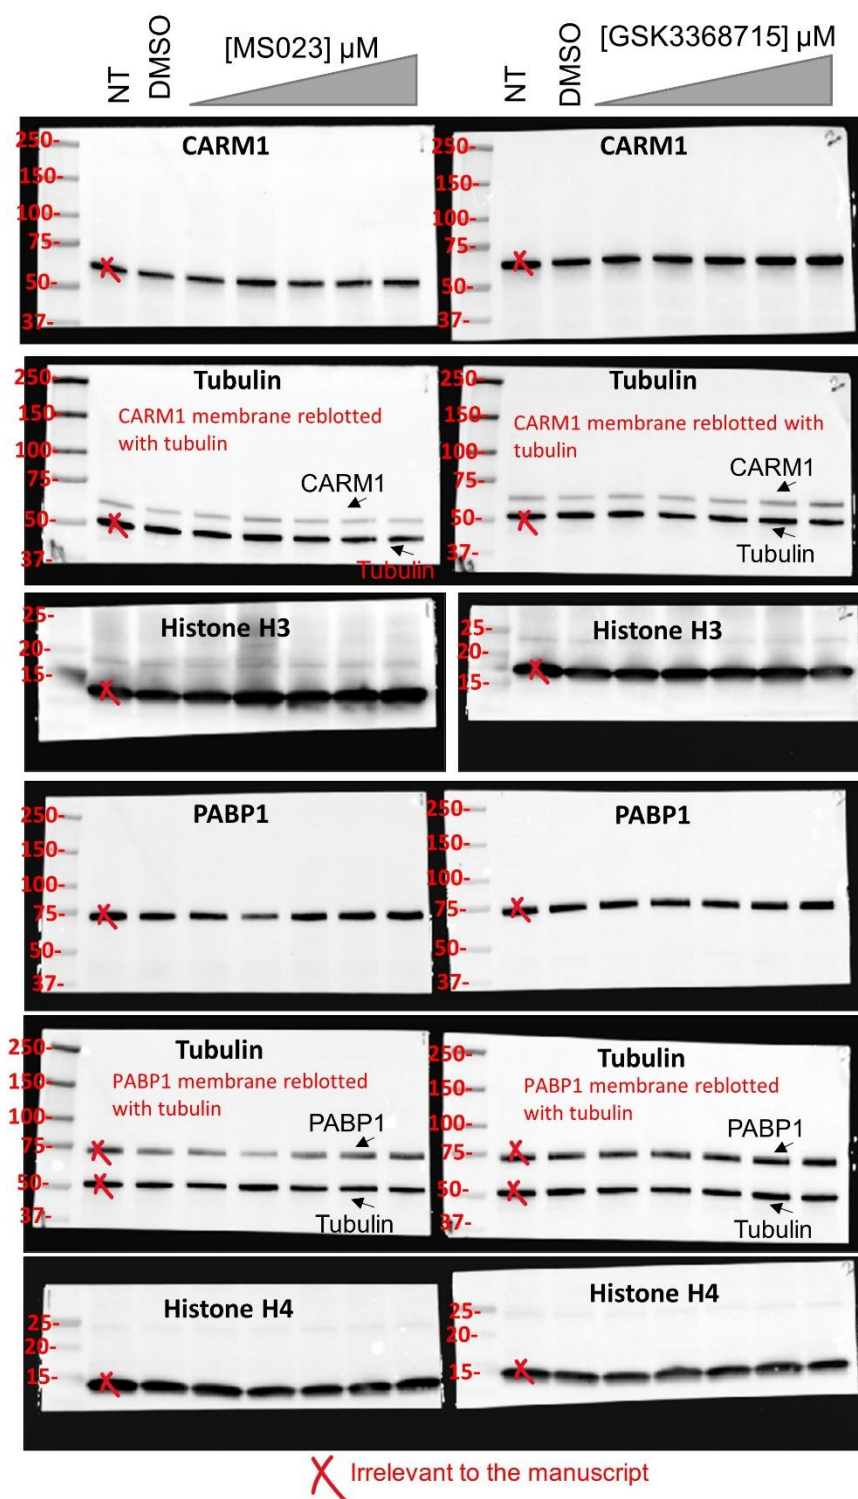 NT
DMSO
[MS023] µM
NT
DMSO
[GSK3368715] µM
CARM1
250-
150-
100-
75-
50-
37-
CARM1
250-
150-
100-
75-
50-
37-
Tubulin
CARM1 membrane reblotted
with tubulin
250-
150-
100-
75-
50-
37-
CARM1
Tubulin
Tubulin
CARM1 membrane reblotted with
tubulin
250-
150-
100-
75-
50-
37-
CARM1
Tubulin
Histone H3
25-
20-
15-
Histone H3
25-
20-
15-
PABP1
250-
150-
100-
75-
50-
37-
PABP1
250-
150-
100-
75-
50-
37-
Tubulin
PABP1 membrane reblotted
with tubulin
250-
150-
100-
75-
50-
37-
PABP1
Tubulin
Tubulin
PABP1 membrane reblotted
with tubulin
250-
150-
100-
75-
50-
37-
PABP1
Tubulin
Histone H4
25-
20-
15-
Histone H4
25-
20-
15-
X Irrelevant to the manuscript